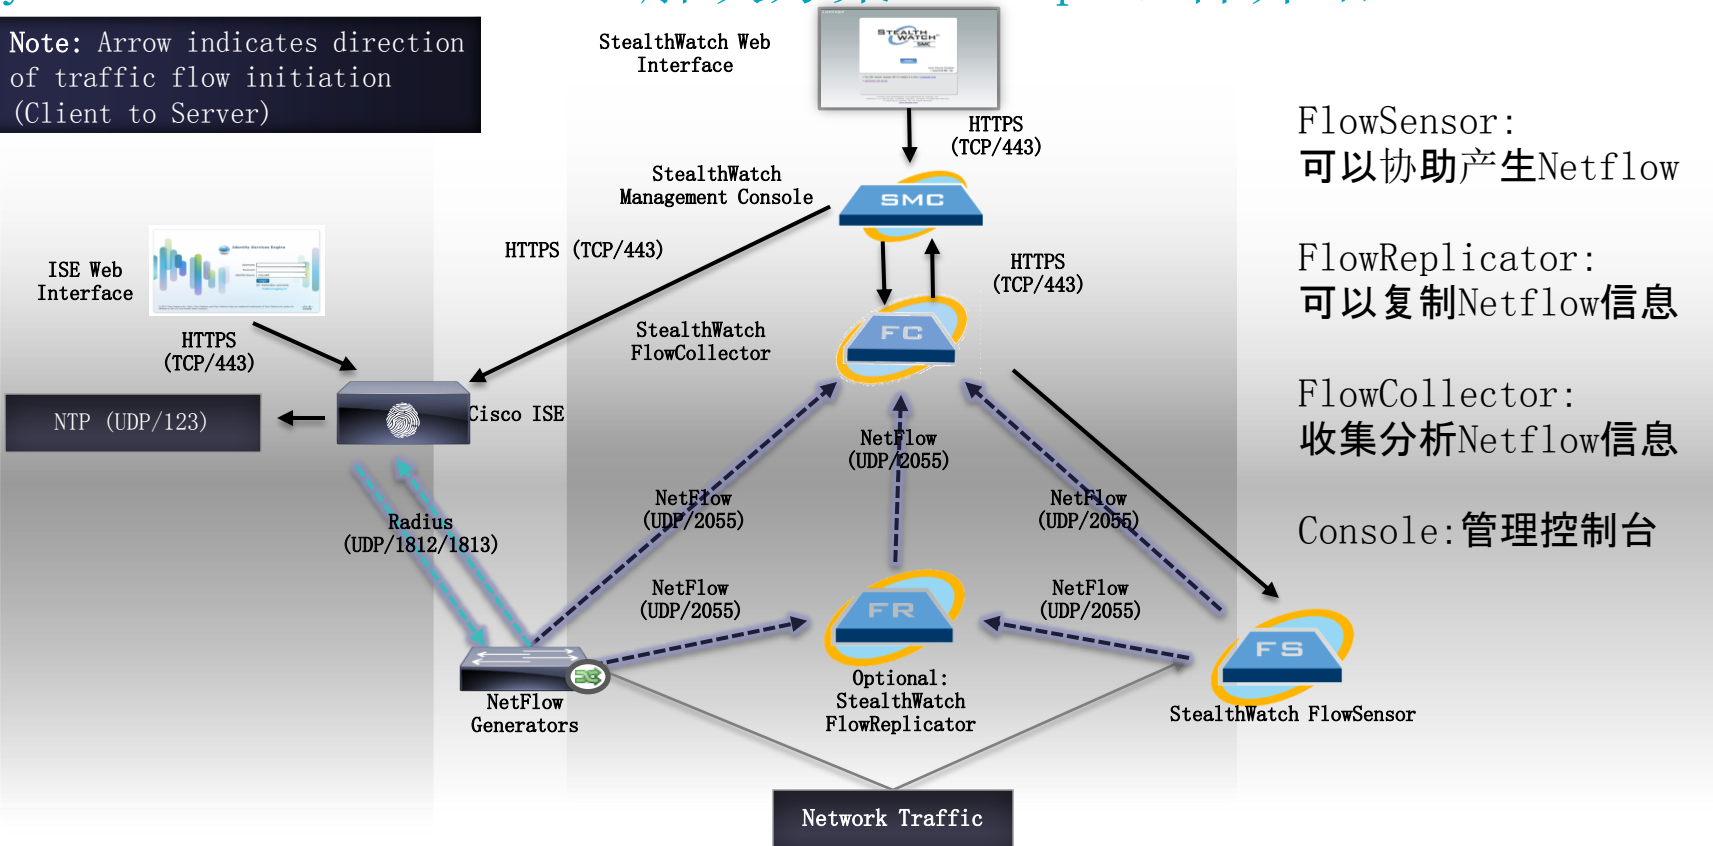 Note: Arrow indicates direction
of traffic flow initiation
(Client to Server)
StealthWatch Web
Interface
STEALTH
WATCH
SMC
HTTPS
(TCP/443)
StealthWatch
Management Console
SMC
HTTPS (TCP/443)
HTTPS
(TCP/443)
ISE Web
Interface
Identity Services Engine
HTTPS
(TCP/443)
StealthWatch
FlowCollector
FC
NTP (UDP/123)
Cisco ISE
NetFlow
(UDP/2055)
NetFlow
(UDP/2055)
NetFlow
(UDP/2055)
Radius
(UDP/1812/1813)
NetFlow
(UDP/2055)
FR
NetFlow
(UDP/2055)
FS
NetFlow
Generators
Optional:
StealthWatch
FlowReplicator
StealthWatch FlowSensor
Network Traffic
FlowSensor:
可以协助产生Netflow
FlowReplicator:
可以复制Netflow信息
FlowCollector:
收集分析Netflow信息
Console:管理控制台